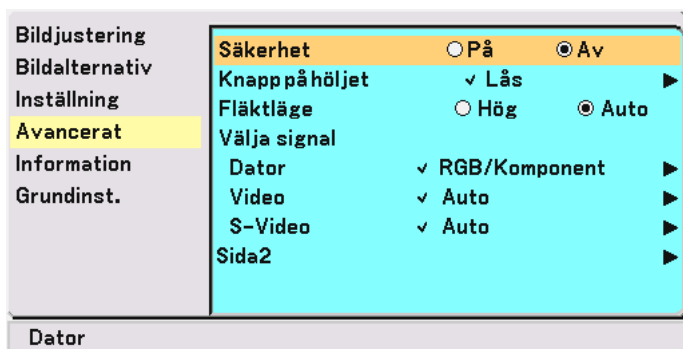 Bildjustering
Bildalternativ
Inställning
Avancerat
Information
Grundinst.
Säkerhet På Av
Knapp på höljet Lås
Fläktläge Hög Auto
Välja signal
Dator RGB/Komponent
Video Auto
S-Video Auto
Sida2
Dator